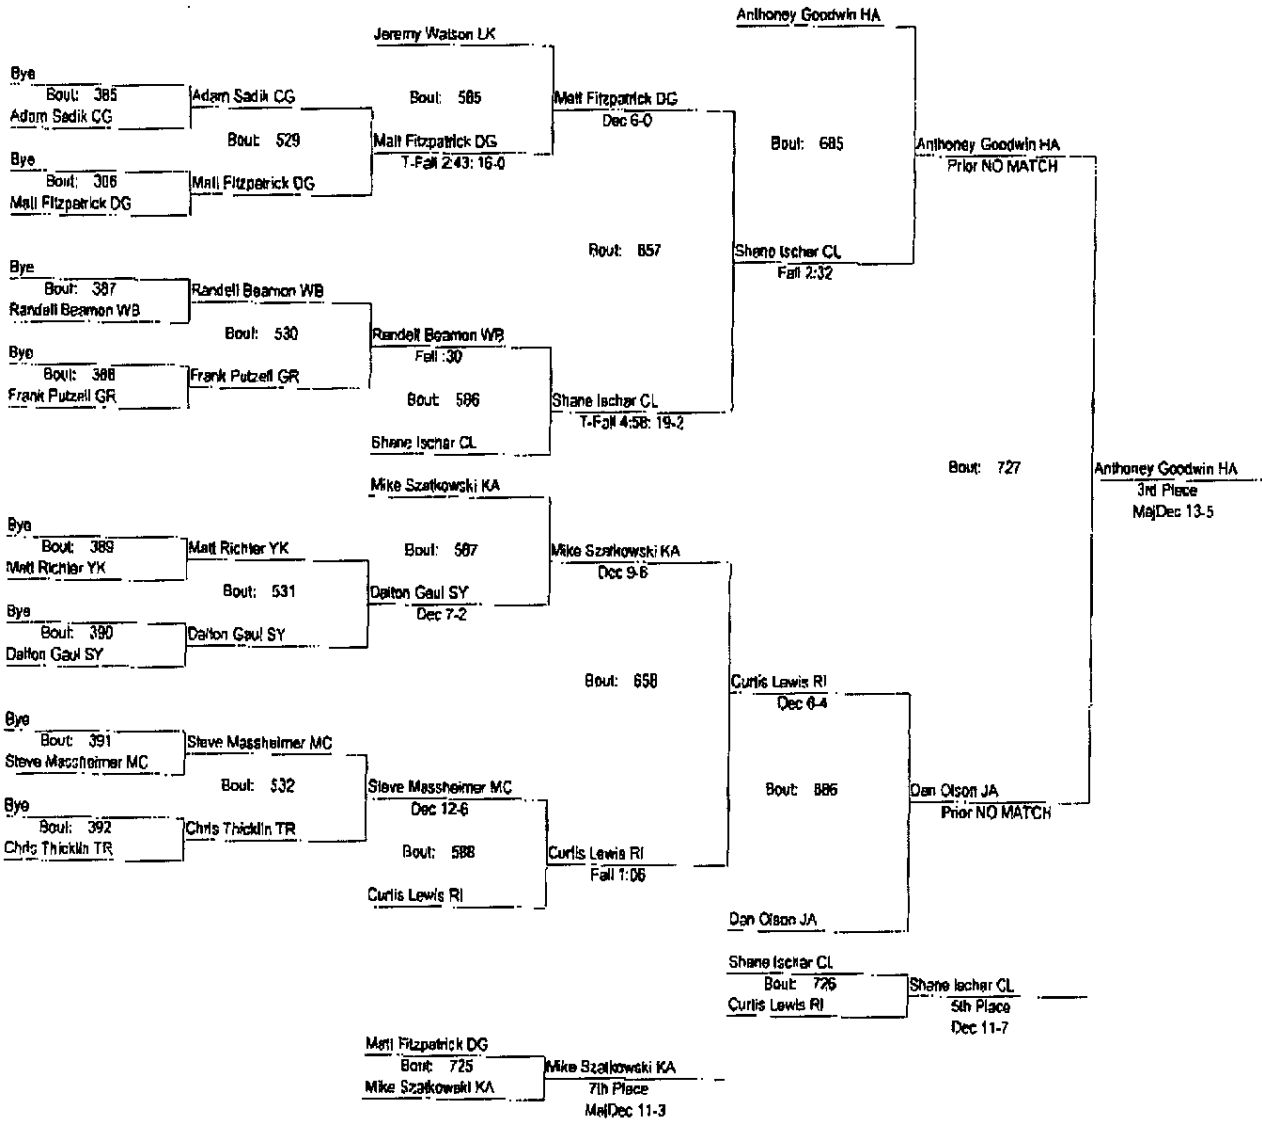 Anthoney Goodwin HA
Jeremy Watson LK
Bye
Bout: 385
Adam Sadik CG
Adam Sadik CG
Bout: 529
Bye
Bout: 386
Matt Fitzpatrick DG
Matt Fitzpatrick DG
Matt Fitzpatrick DG
T-Fall 2:43: 16-0
Bout: 585
Matt Fitzpatrick DG
Dec 6-0
Bout: 685
Anthoney Goodwin HA
Prior NO MATCH
Bye
Bout: 387
Randell Beamon WB
Randell Beamon WB
Bout: 530
Bye
Bout: 388
Frank Putzell GR
Frank Putzell GR
Randell Beamon WB
Fall :30
Bout: 586
Shane Ischar CL
Shane Ischar CL
T-Fall 4:58: 19-2
Bout: 657
Shane Ischar CL
Fall 2:32
Mike Szatkowski KA
Bye
Bout: 389
Matt Richter YK
Matt Richter YK
Bout: 531
Bye
Bout: 390
Dalton Gaul SY
Dalton Gaul SY
Dalton Gaul SY
Dec 7-2
Bout: 587
Mike Szatkowski KA
Dec 9-6
Bout: 727
Anthoney Goodwin HA
3rd Place
MajDec 13-5
Bye
Bout: 391
Steve Massheimer MC
Steve Massheimer MC
Bout: 532
Bye
Bout: 392
Chris Thicklin TR
Chris Thicklin TR
Steve Massheimer MC
Dec 12-6
Bout: 588
Curtis Lewis RI
Curtis Lewis RI
Fall 1:06
Bout: 658
Curtis Lewis RI
Dec 6-4
Bout: 686
Dan Olson JA
Prior NO MATCH
Dan Olson JA
Shane Ischar CL
Bout: 726
Curtis Lewis RI
Shane Ischar CL
5th Place
Dec 11-7
Matt Fitzpatrick DG
Bout: 725
Mike Szatkowski KA
Mike Szatkowski KA
7th Place
MajDec 11-3